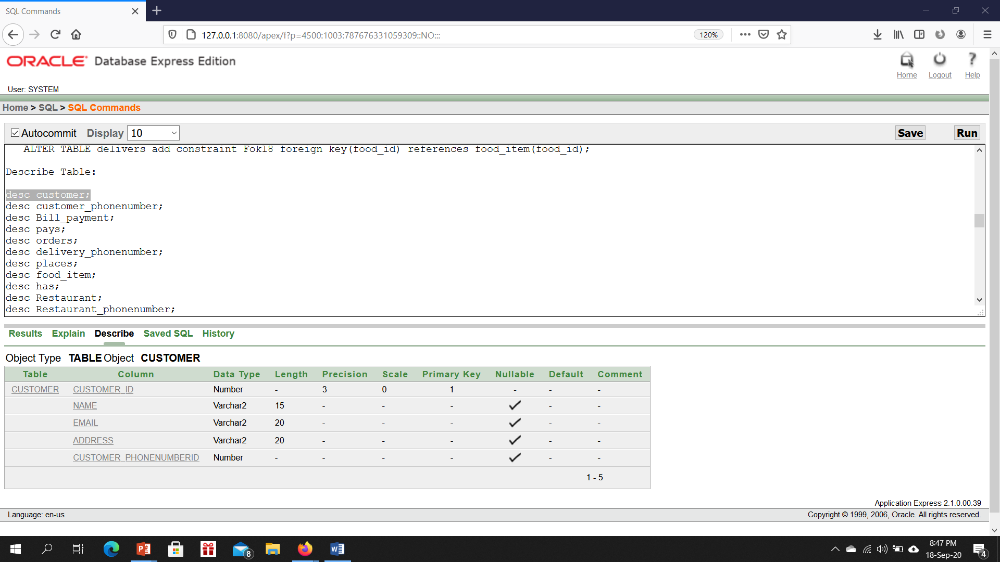 SQL Commands
127.0.0.1:8080/apex/f?p=4500:1003:787676331059309::NO:::
120%
ORACLE Database Express Edition
Home Logout Help
User: SYSTEM
Home > SQL > SQL Commands
Autocommit Display 10 Save Run
ALTER TABLE delivers add constraint Fok18 foreign key(food_id) references food_item(food_id);
Describe Table:
desc customer;
desc customer_phonenumber;
desc Bill_payment;
desc pays;
desc orders;
desc delivery_phonenumber;
desc places;
desc food_item;
desc has;
desc Restaurant;
desc Restaurant_phonenumber;
Results Explain Describe Saved SQL History
Object Type TABLE Object CUSTOMER
Table Column Data Type Length Precision Scale Primary Key Nullable Default Comment
CUSTOMER CUSTOMER_ID Number - 3 0 1 - - -
NAME Varchar2 15 - - - ✓ - -
EMAIL Varchar2 20 - - - ✓ - -
ADDRESS Varchar2 20 - - - ✓ - -
CUSTOMER_PHONENUMBERID Number - - - - ✓ - -
1 - 5
Application Express 2.1.0.00.39
Language: en-us Copyright © 1999, 2006, Oracle. All rights reserved.
8
8:47 PM
18-Sep-20
4